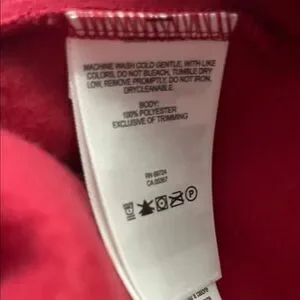 MACHINE WASH COLD GENTLE, WITH LIKE
COLORS, DO NOT BLEACH, TUMBLE DRY
LOW, REMOVE PROMPTLY, DO NOT IRON,
DRYCLEANABLE.
BODY:
100% POLYESTER
EXCLUSIVE OF TRIMMING